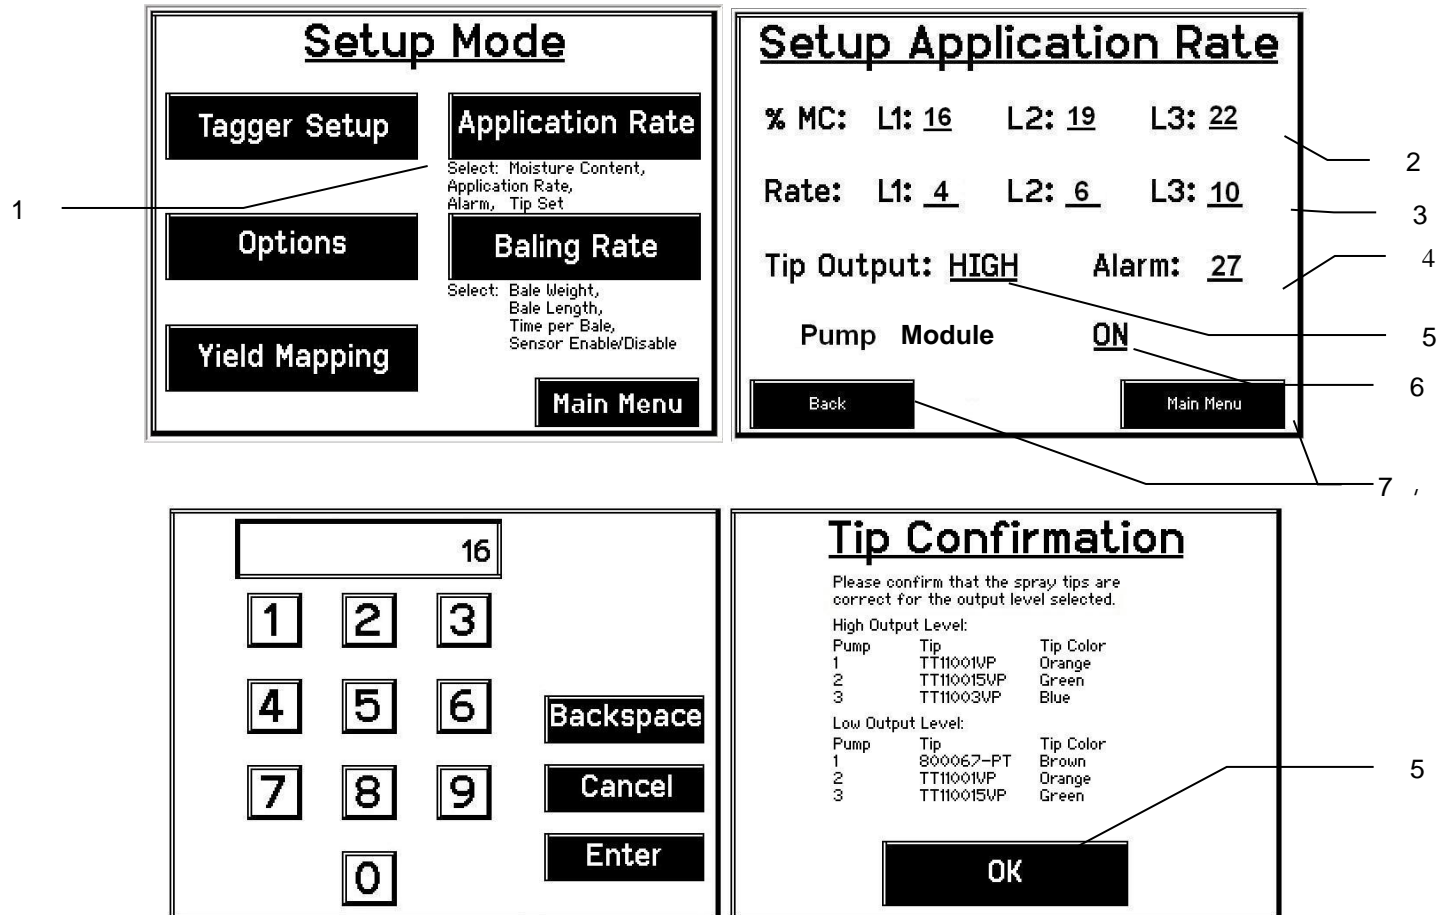 Setup Mode
Tagger Setup
Application Rate
Select: Moisture Content,
Application Rate,
Alarm, Tip Set
1
Options
Baling Rate
Select: Bale Weight,
Bale Length,
Time per Bale,
Sensor Enable/Disable
Yield Mapping
Main Menu
Setup Application Rate
% MC: L1: 16 L2: 19 L3: 22
2
Rate: L1: 4 L2: 6 L3: 10
3
Tip Output: HIGH Alarm: 27
4
Pump Module ON
5
6
Back
Main Menu
7 ,
16
1 2 3
4 5 6
Backspace
7 8 9
Cancel
Enter
0
Tip Confirmation
Please confirm that the spray tips are
correct for the output level selected.
High Output Level:
Pump Tip Tip Color
1 TT11001VP Orange
2 TT110015VP Green
3 TT11003VP Blue
Low Output Level:
Pump Tip Tip Color
1 800067-PT Brown
2 TT11001VP Orange
3 TT110015VP Green
5
OK